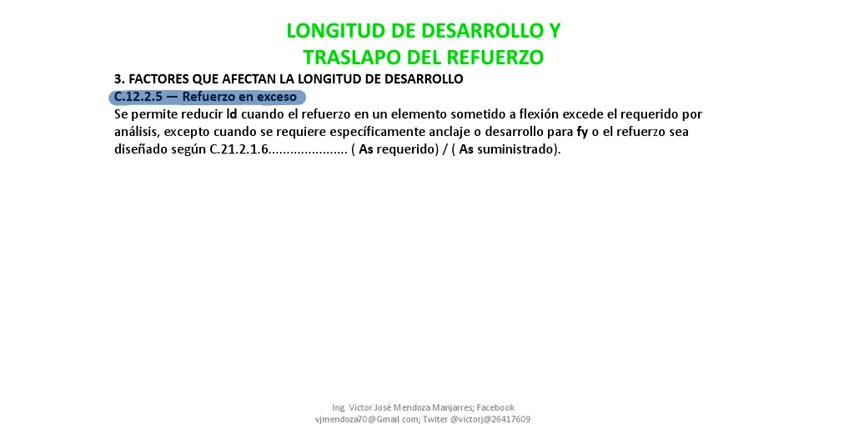 LONGITUD DE DESARROLLO Y
TRASLAPO DEL REFUERZO
3. FACTORES QUE AFECTAN LA LONGITUD DE DESARROLLO
C.12.2.5 — Refuerzo en exceso
Se permite reducir ld cuando el refuerzo en un elemento sometido a flexión excede el requerido por
análisis, excepto cuando se requiere específicamente anclaje o desarrollo para fy o el refuerzo sea
diseñado según C.21.2.1.6...................... ( As requerido) / ( As suministrado).
Ing. Victor José Mendoza Manjarres; Facebook
vjmendoza70@Gmail com; Twiter @victorj@26417609